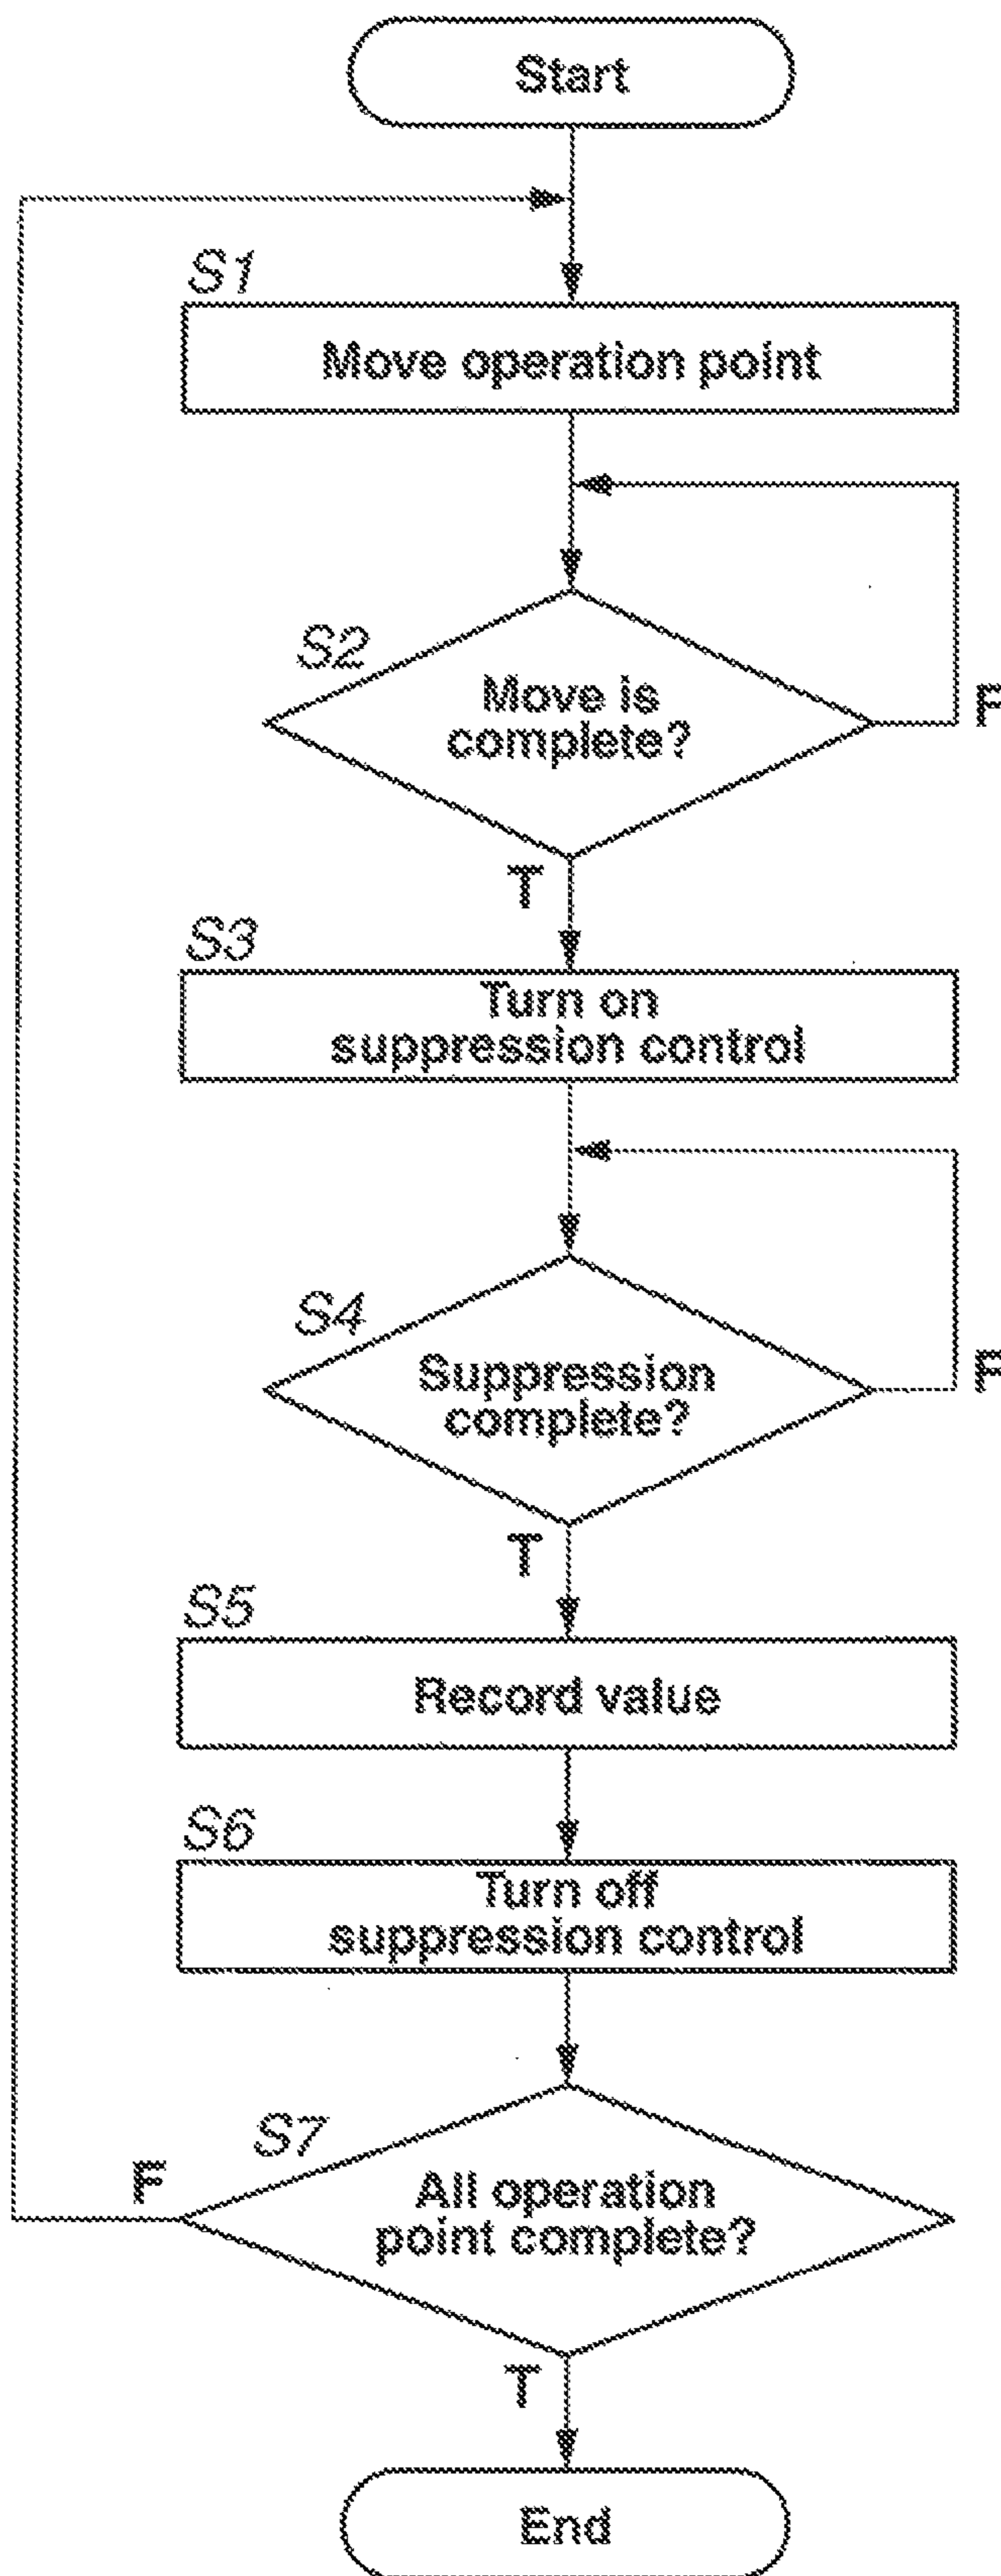 Start
S1
Move operation point
S2
Move is
complete?
F
T
S3
Turn on
suppression control
S4
Suppression
complete?
F
T
S5
Record value
S6
Turn off
suppression control
S7
F
All operation
point complete?
T
End